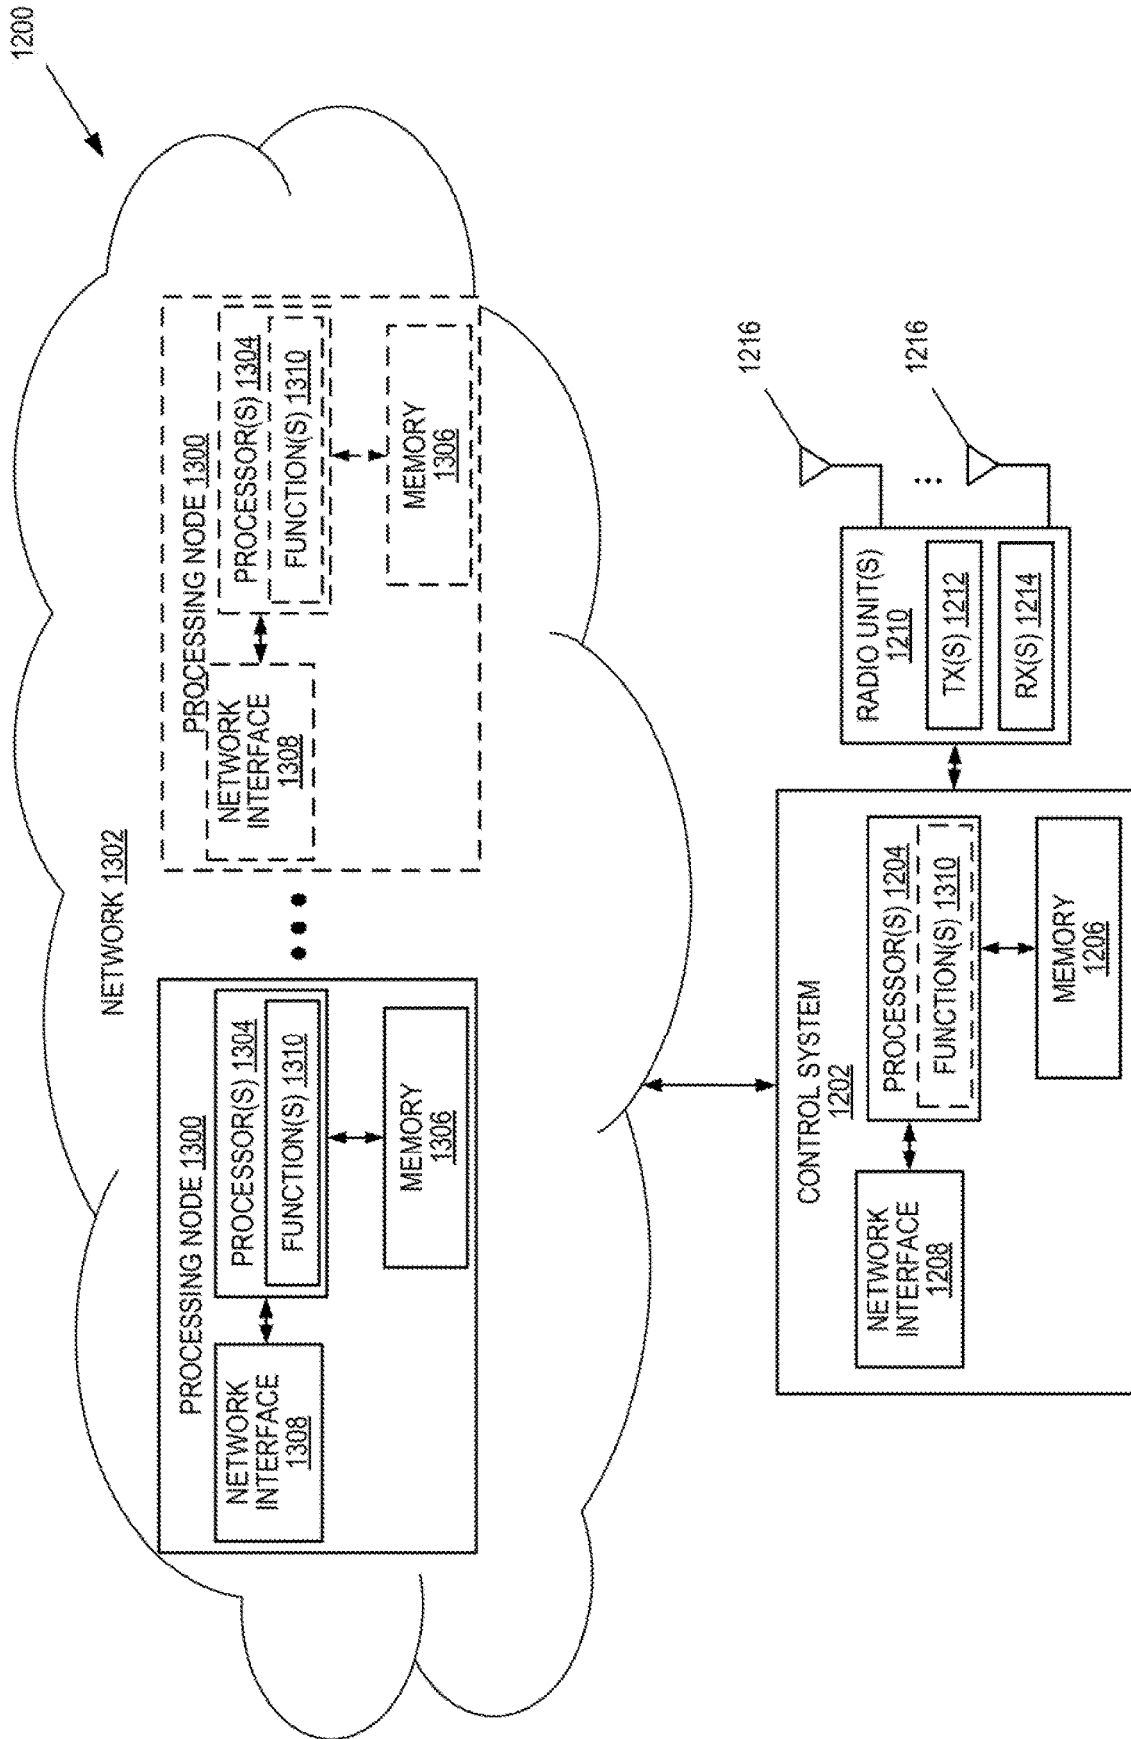 1200
NETWORK 1302
PROCESSING NODE 1300
NETWORK
INTERFACE
1308
PROCESSOR(S) 1304
FUNCTION(S) 1310
MEMORY
1306
PROCESSING NODE 1300
NETWORK
INTERFACE
1308
PROCESSOR(S) 1304
FUNCTION(S) 1310
MEMORY
1306
CONTROL SYSTEM
1202
NETWORK
INTERFACE
1208
PROCESSOR(S) 1204
FUNCTION(S) 1310
MEMORY
1206
RADIO UNIT(S)
1210
TX(S) 1212
RX(S) 1214
1216
1216